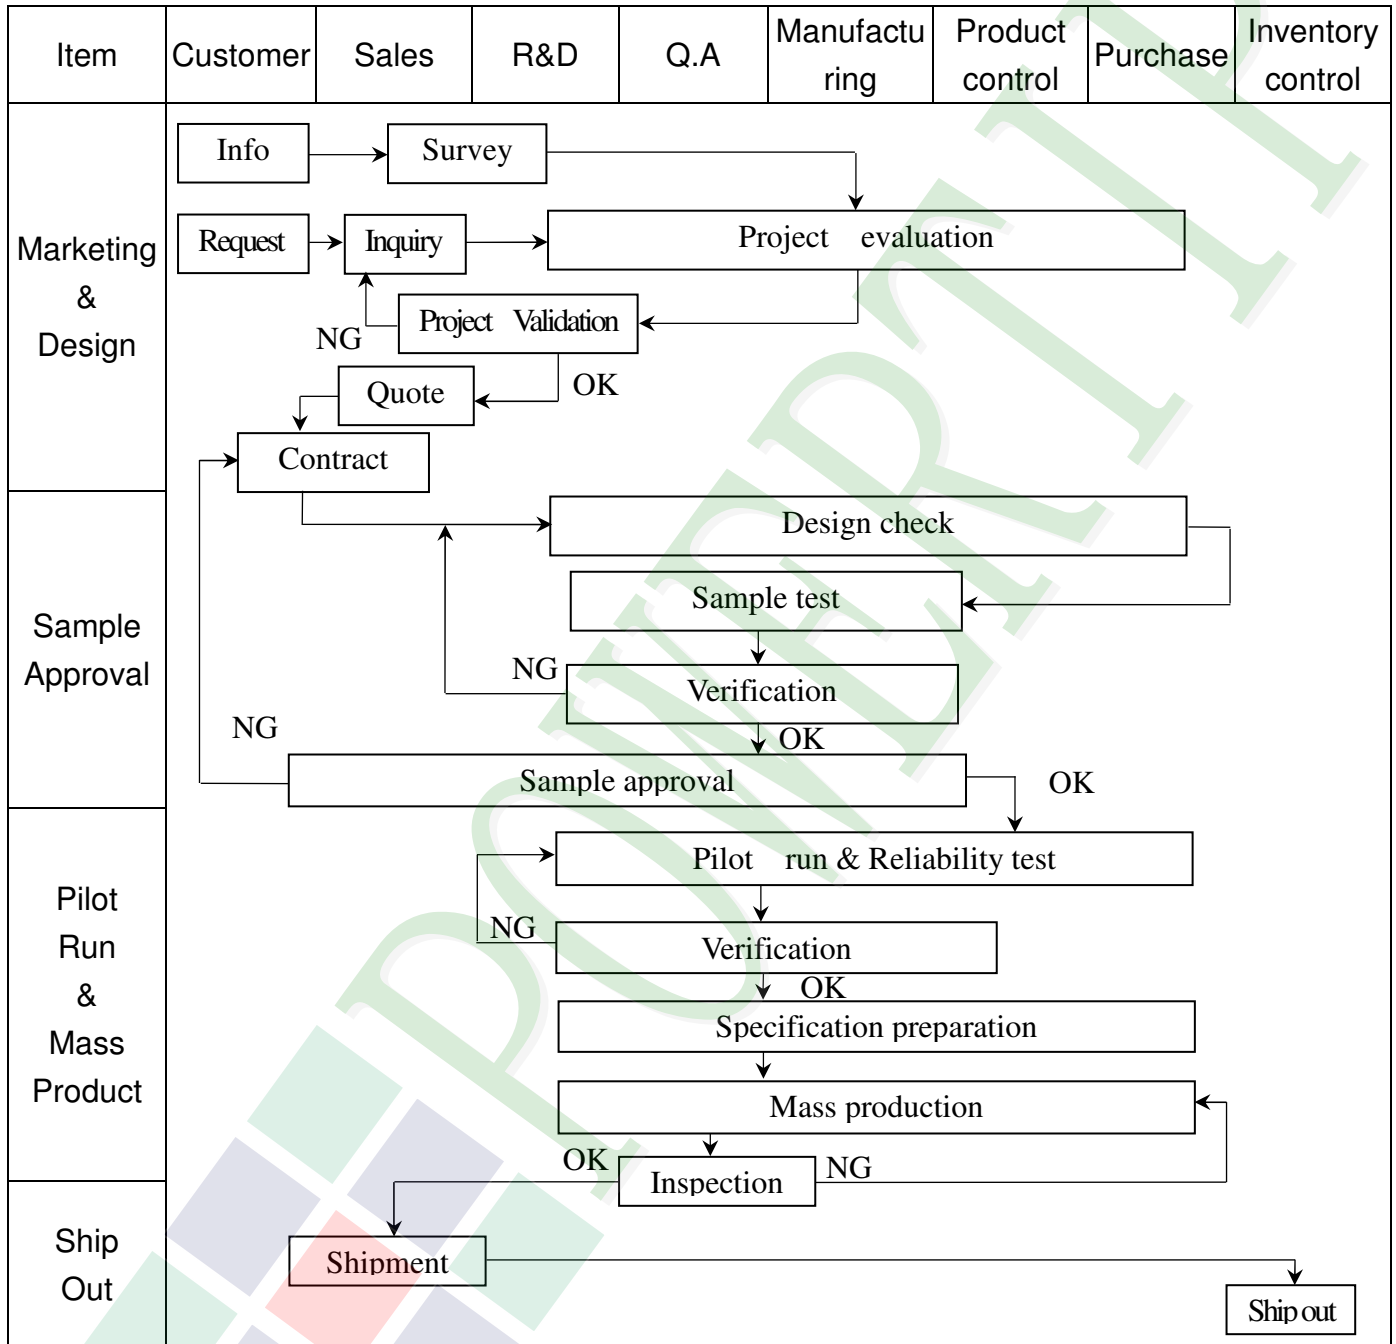 Item
Customer
Sales
R&D
Q.A
Manufactu
ring
Product
control
Purchase
Inventory
control
Marketing
&
Design
Info
Survey
Request
Inquiry
Project evaluation
NG
Project Validation
Quote
OK
Contract
Sample
Approval
Design check
Sample test
NG
Verification
NG
OK
Sample approval
OK
Pilot
Run
&
Mass
Product
Pilot run & Reliability test
NG
Verification
OK
Specification preparation
Mass production
OK
Inspection
NG
Ship
Out
Shipment
Ship out
POWERTIP